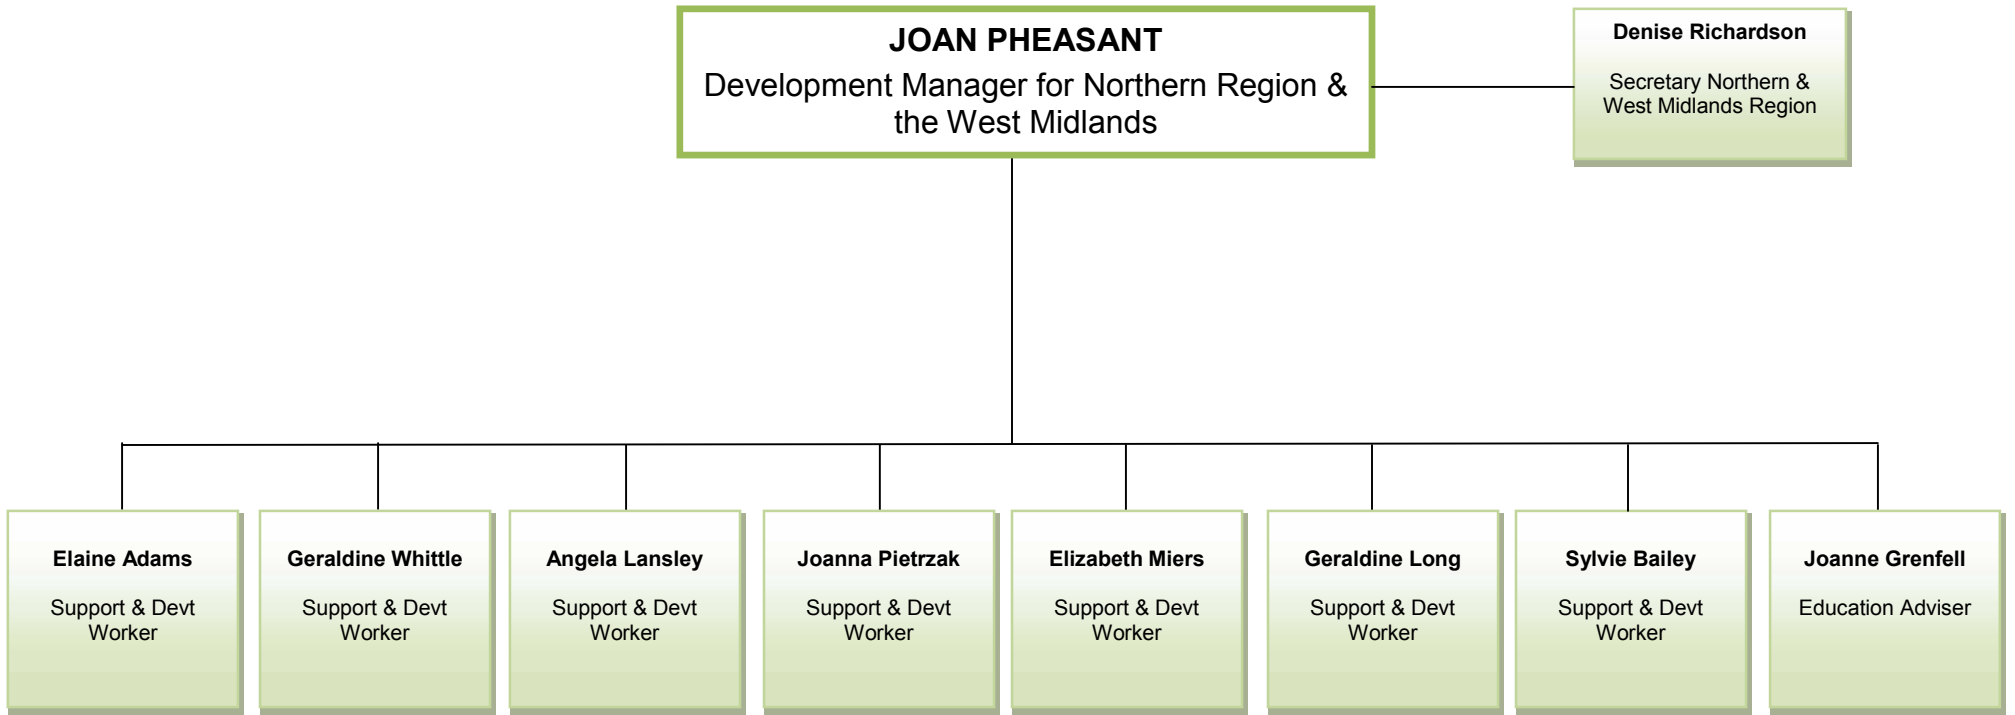 JOAN PHEASANT
Development Manager for Northern Region &
the West Midlands
Denise Richardson
Secretary Northern &
West Midlands Region
Elaine Adams
Support & Devt
Worker
Geraldine Whittle
Support & Devt
Worker
Angela Lansley
Support & Devt
Worker
Joanna Pietrzak
Support & Devt
Worker
Elizabeth Miers
Support & Devt
Worker
Geraldine Long
Support & Devt
Worker
Sylvie Bailey
Support & Devt
Worker
Joanne Grenfell
Education Adviser